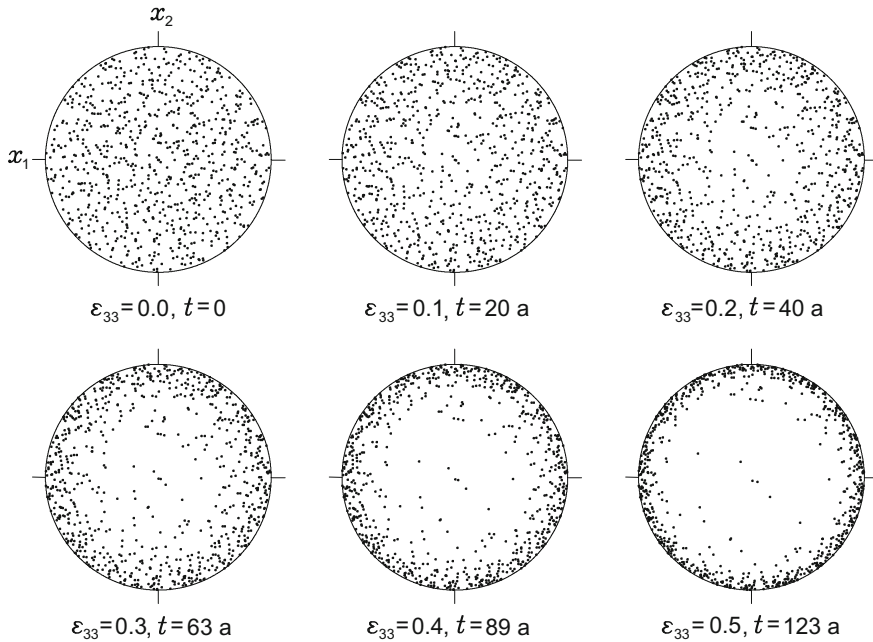 x₂
x₁
ε₃₃=0.0, t=0
ε₃₃=0.1, t=20 a
ε₃₃=0.2, t=40 a
ε₃₃=0.3, t=63 a
ε₃₃=0.4, t=89 a
ε₃₃=0.5, t=123 a